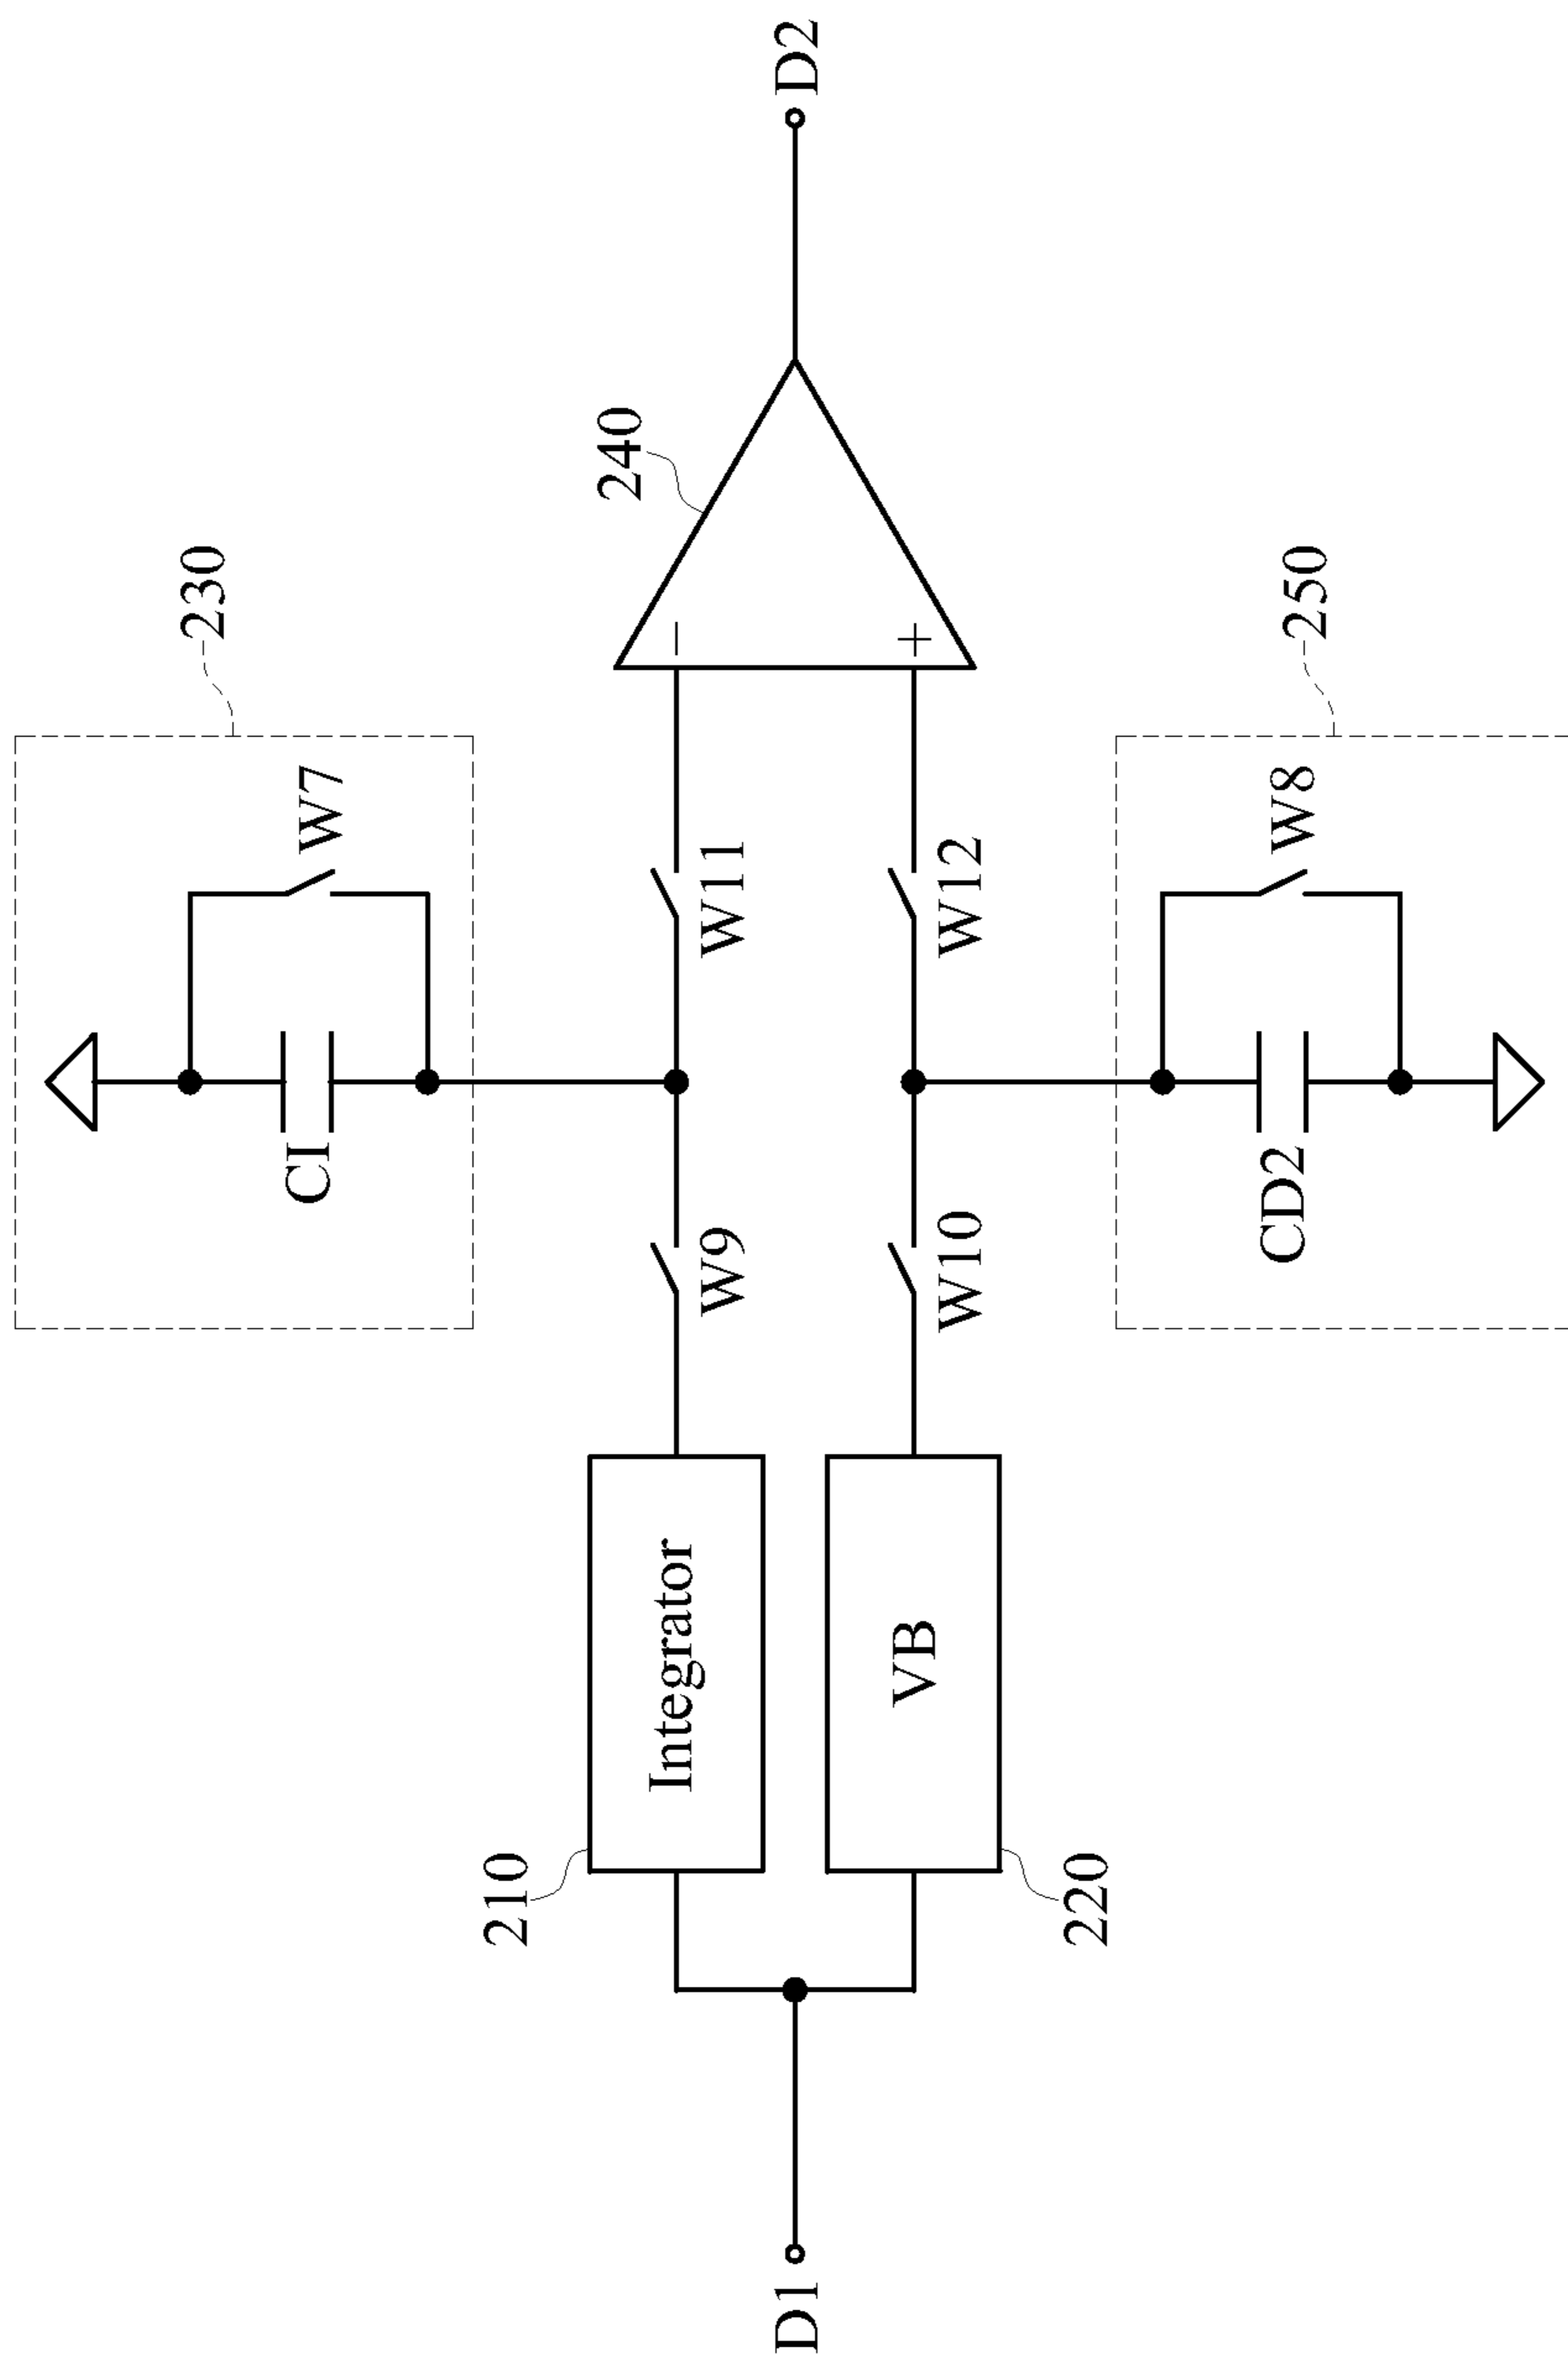 230
CI
W7
240
210
Integrator
W9
W11
−
D1
D2
VB
W10
W12
+
220
250
CD2
W8